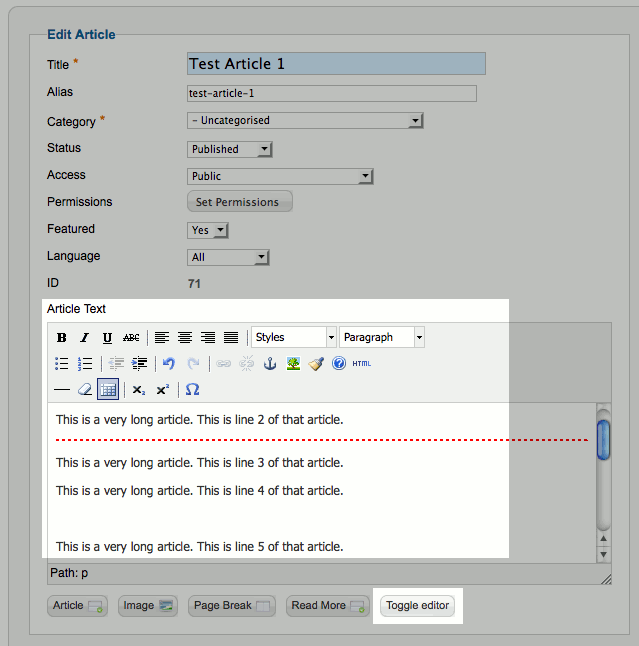 Edit Article
Title * Test Article 1
Alias test-article-1
Category * - Uncategorised
Status Published
Access Public
Permissions Set Permissions
Featured Yes
Language All
ID 71
Article Text
B I U ABC Styles Paragraph
HTML
x₂ x² Ω
This is a very long article. This is line 2 of that article.
This is a very long article. This is line 3 of that article.
This is a very long article. This is line 4 of that article.
This is a very long article. This is line 5 of that article.
Path: p
Article Image Page Break Read More Toggle editor